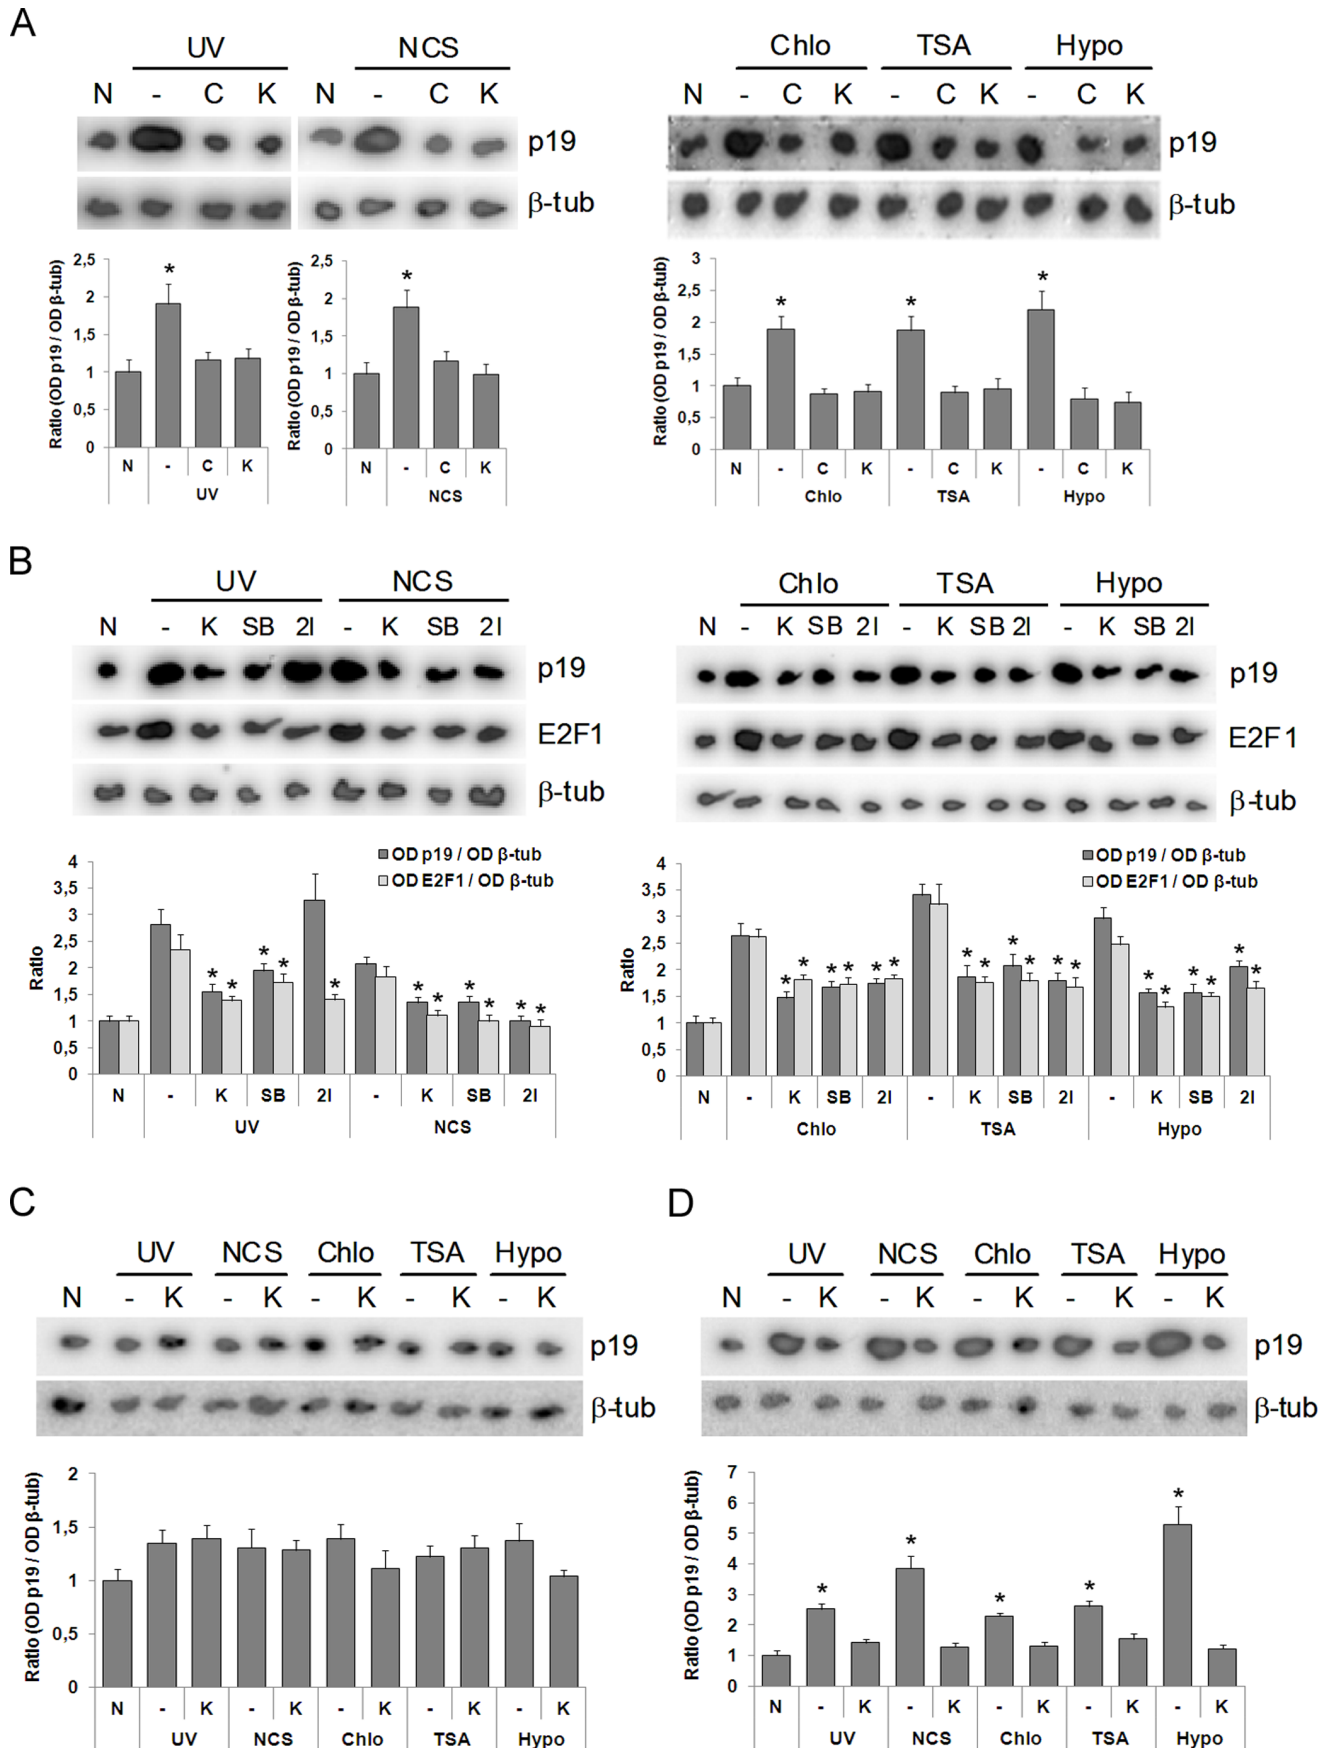 A
UV NCS
N - C K N - C K
p19
β-tub
Ratio (OD p19 / OD β-tub)
2,5
2
1,5
1
0,5
0
N - C K
UV
Ratio (OD p19 / OD β-tub)
2,5
2
1,5
1
0,5
0
N - C K
NCS
Chlo TSA Hypo
N - C K - C K - C K
p19
β-tub
Ratio (OD p19 / OD β-tub)
3
2,5
2
1,5
1
0,5
0
* * *
N - C K - C K - C K
Chlo TSA Hypo
B
UV NCS
N - K SB 2I - K SB 2I
p19
E2F1
β-tub
OD p19 / OD β-tub
OD E2F1 / OD β-tub
Ratio
4
3,5
3
2,5
2
1,5
1
0,5
0
N - K SB 2I - K SB 2I
UV NCS
Chlo TSA Hypo
N - K SB 2I - K SB 2I - K SB 2I
p19
E2F1
β-tub
OD p19 / OD β-tub
OD E2F1 / OD β-tub
Ratio
4
3,5
3
2,5
2
1,5
1
0,5
0
N - K SB 2I - K SB 2I - K SB 2I
Chlo TSA Hypo
C
UV NCS Chlo TSA Hypo
N - K - K - K - K - K
p19
β-tub
Ratio (OD p19 / OD β-tub)
2
1,5
1
0,5
0
N - K - K - K - K - K
UV NCS Chlo TSA Hypo
D
UV NCS Chlo TSA Hypo
N - K - K - K - K - K
p19
β-tub
Ratio (OD p19 / OD β-tub)
7
6
5
4
3
2
1
0
* * * * *
N - K - K - K - K - K
UV NCS Chlo TSA Hypo